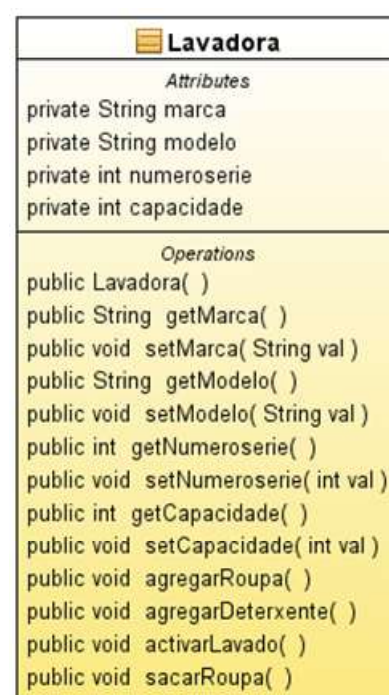 Lavadora
Attributes
private String marca
private String modelo
private int numeroserie
private int capacidade
Operations
public Lavadora( )
public String getMarca( )
public void setMarca( String val )
public String getModelo( )
public void setModelo( String val )
public int getNumeroserie( )
public void setNumeroserie( int val )
public int getCapacidade( )
public void setCapacidade( int val )
public void agregarRoupa( )
public void agregarDeterxente( )
public void activarLavado( )
public void sacarRoupa( )